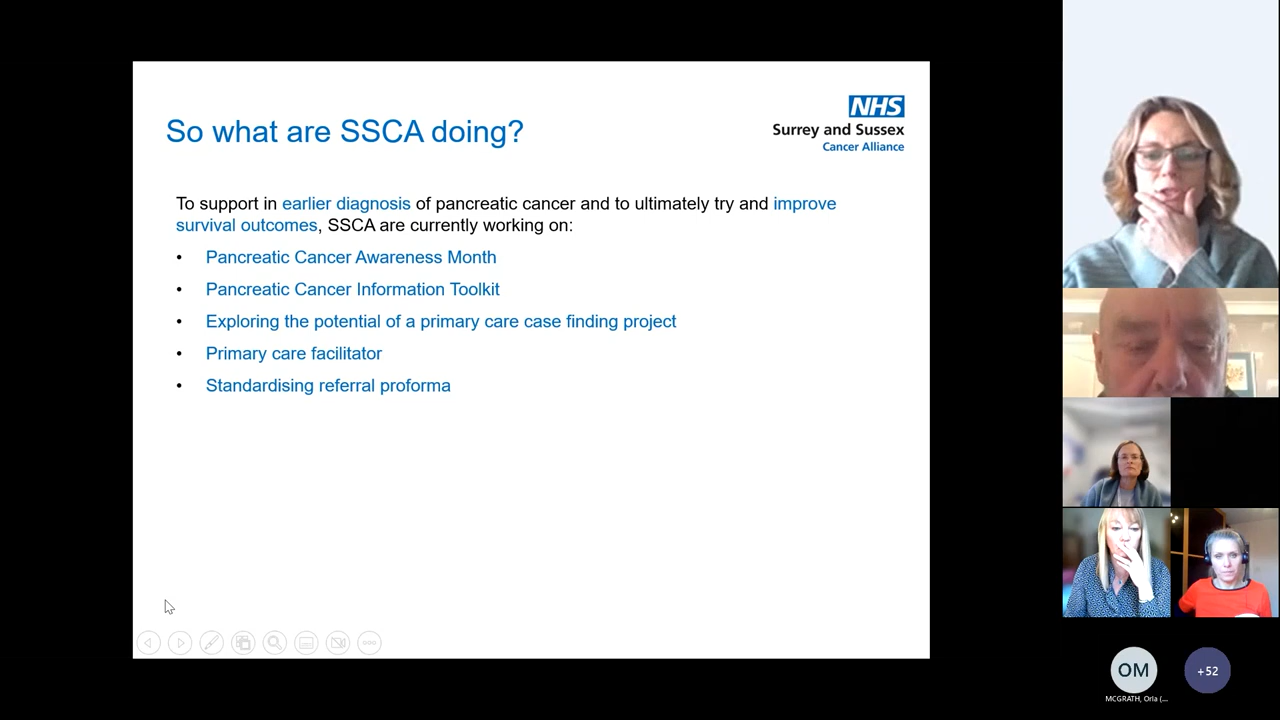 So what are SSCA doing?
NHS
Surrey and Sussex
Cancer Alliance
To support in earlier diagnosis of pancreatic cancer and to ultimately try and improve
survival outcomes, SSCA are currently working on:
• Pancreatic Cancer Awareness Month
• Pancreatic Cancer Information Toolkit
• Exploring the potential of a primary care case finding project
• Primary care facilitator
• Standardising referral proforma
OM
+52
MCGRATH, Orla (...